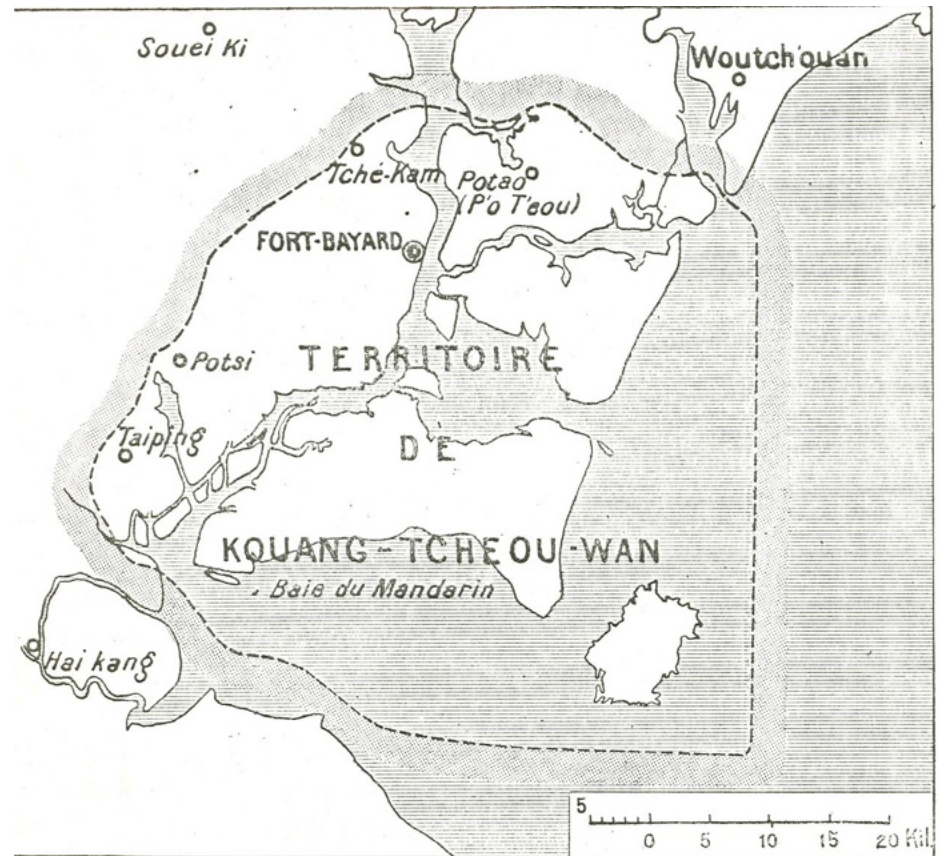 Souei Ki
Woutch'ouan
Tché-Kam
Potao
(P'o T'eou)
FORT-BAYARD
Potsi
TERRITOIRE
Taiping
DE
KOUANG-TCHEOU-WAN
Baie du Mandarin
Hai kang
5
0 5 10 15 20 Kil.